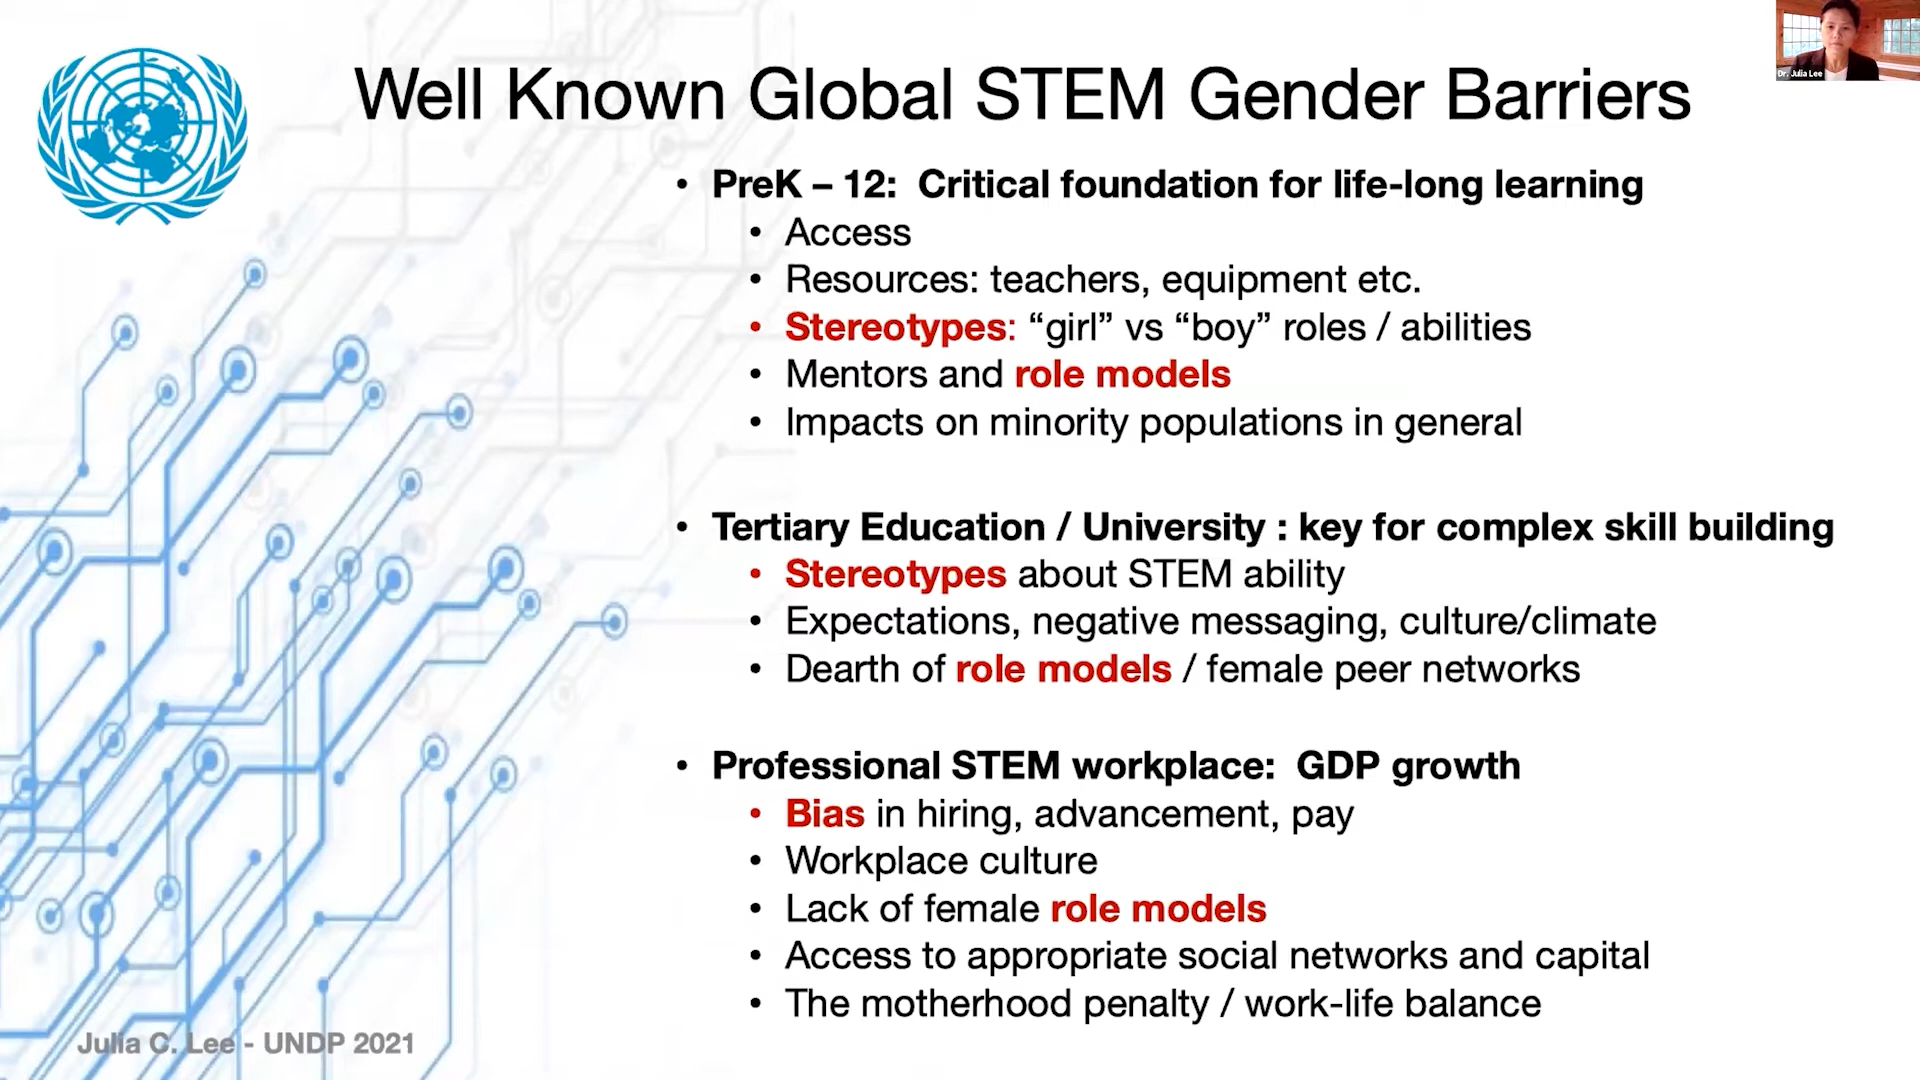 Dr. Julia Lee
Well Known Global STEM Gender Barriers
• PreK – 12:  Critical foundation for life-long learning
• Access
• Resources: teachers, equipment etc.
• Stereotypes: “girl” vs “boy” roles / abilities
• Mentors and role models
• Impacts on minority populations in general
• Tertiary Education / University : key for complex skill building
• Stereotypes about STEM ability
• Expectations, negative messaging, culture/climate
• Dearth of role models / female peer networks
• Professional STEM workplace:  GDP growth
• Bias in hiring, advancement, pay
• Workplace culture
• Lack of female role models
• Access to appropriate social networks and capital
• The motherhood penalty / work-life balance
Julia C. Lee - UNDP 2021